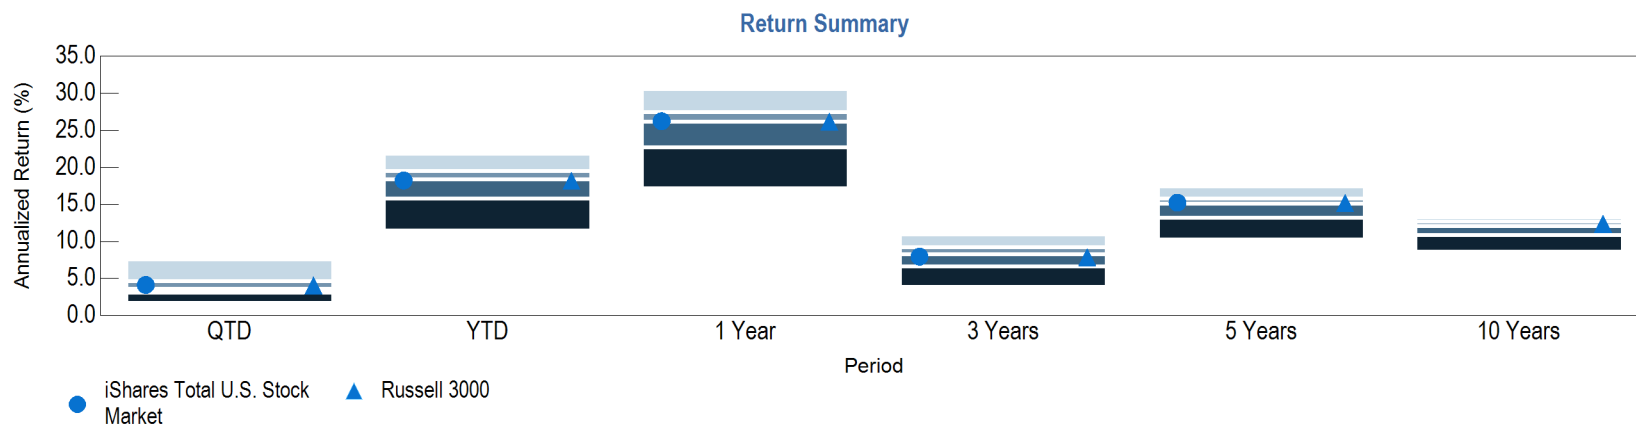 Return Summary
Annualized Return (%)
35.0
30.0
25.0
20.0
15.0
10.0
5.0
0.0
QTD YTD 1 Year 3 Years 5 Years 10 Years
Period
iShares Total U.S. Stock
Market
Russell 3000